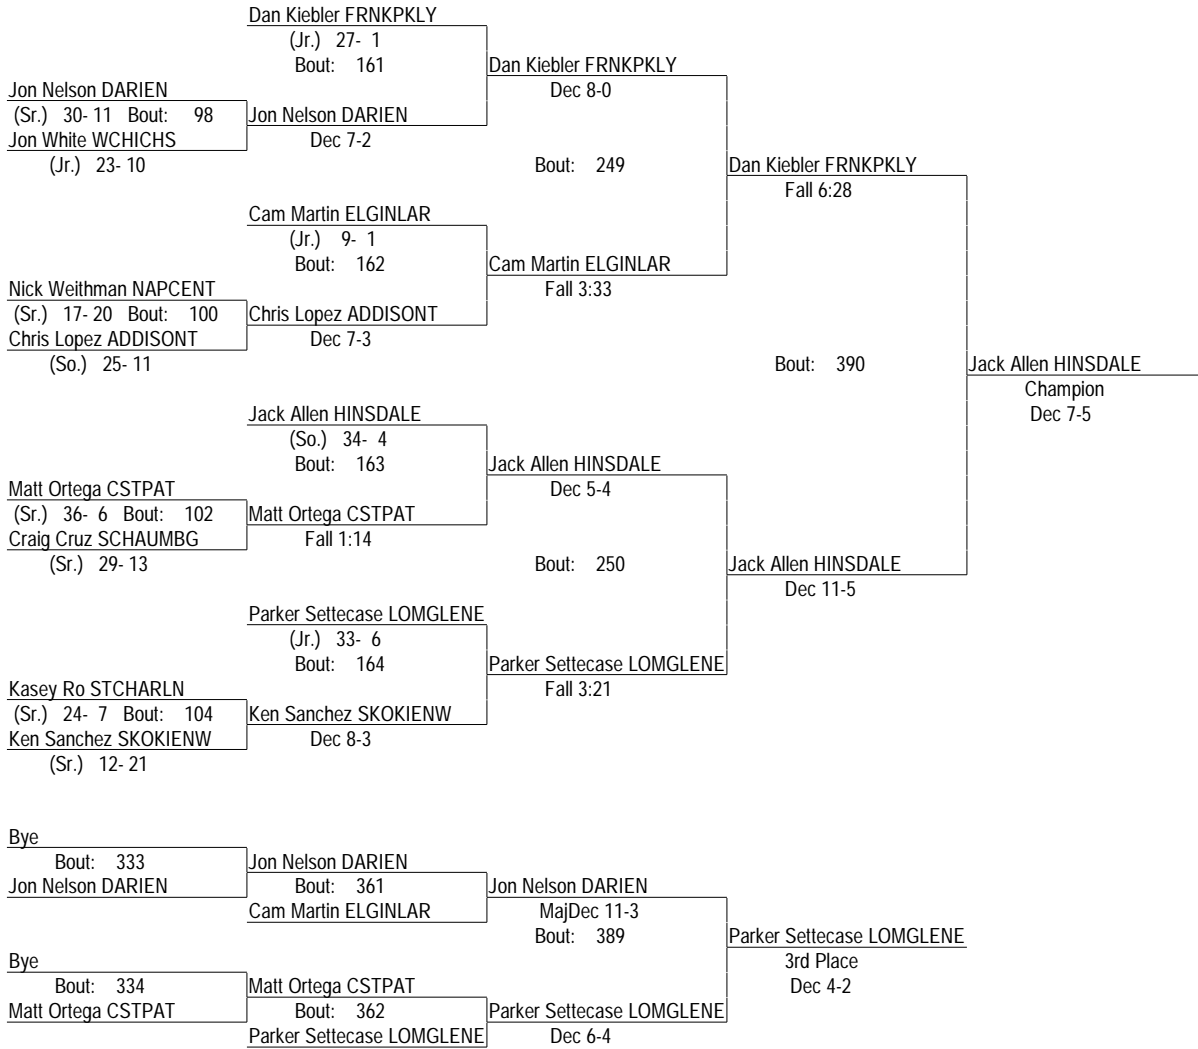 Dan Kiebler FRNKPKLY
(Jr.) 27- 1
Bout: 161
Dan Kiebler FRNKPKLY
Dec 8-0
Jon Nelson DARIEN
(Sr.) 30- 11 Bout: 98
Jon Nelson DARIEN
Dec 7-2
Jon White WCHICHS
(Jr.) 23- 10
Bout: 249
Dan Kiebler FRNKPKLY
Fall 6:28
Cam Martin ELGINLAR
(Jr.) 9- 1
Bout: 162
Cam Martin ELGINLAR
Fall 3:33
Nick Weithman NAPCENT
(Sr.) 17- 20 Bout: 100
Chris Lopez ADDISONT
Dec 7-3
Chris Lopez ADDISONT
(So.) 25- 11
Bout: 390
Jack Allen HINSDALE
Champion
Dec 7-5
Jack Allen HINSDALE
(So.) 34- 4
Bout: 163
Jack Allen HINSDALE
Dec 5-4
Matt Ortega CSTPAT
(Sr.) 36- 6 Bout: 102
Matt Ortega CSTPAT
Fall 1:14
Craig Cruz SCHAUMBG
(Sr.) 29- 13
Bout: 250
Jack Allen HINSDALE
Dec 11-5
Parker Settecase LOMGLENE
(Jr.) 33- 6
Bout: 164
Parker Settecase LOMGLENE
Fall 3:21
Kasey Ro STCHARLN
(Sr.) 24- 7 Bout: 104
Ken Sanchez SKOKIENW
Dec 8-3
Ken Sanchez SKOKIENW
(Sr.) 12- 21
Bye
Bout: 333
Jon Nelson DARIEN
Jon Nelson DARIEN
Bout: 361
Cam Martin ELGINLAR
Jon Nelson DARIEN
MajDec 11-3
Bout: 389
Parker Settecase LOMGLENE
3rd Place
Dec 4-2
Bye
Bout: 334
Matt Ortega CSTPAT
Matt Ortega CSTPAT
Bout: 362
Parker Settecase LOMGLENE
Parker Settecase LOMGLENE
Dec 6-4